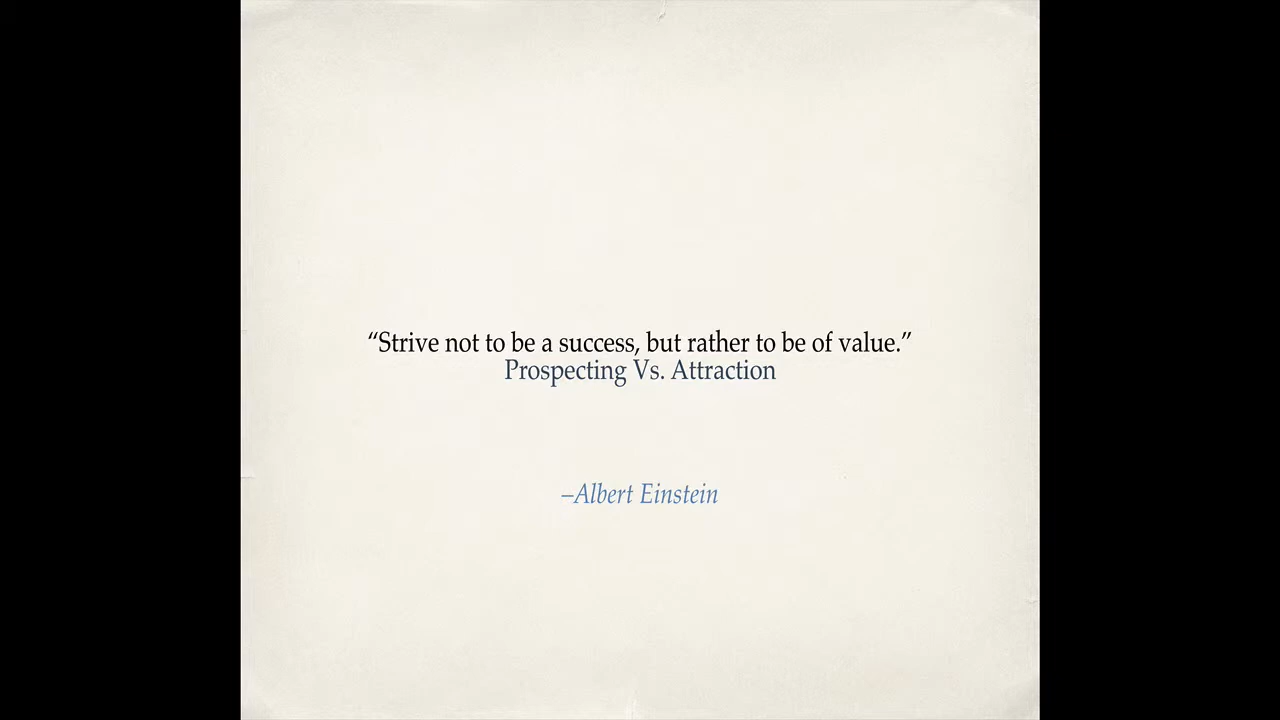 “Strive not to be a success, but rather to be of value.”
Prospecting Vs. Attraction
–Albert Einstein